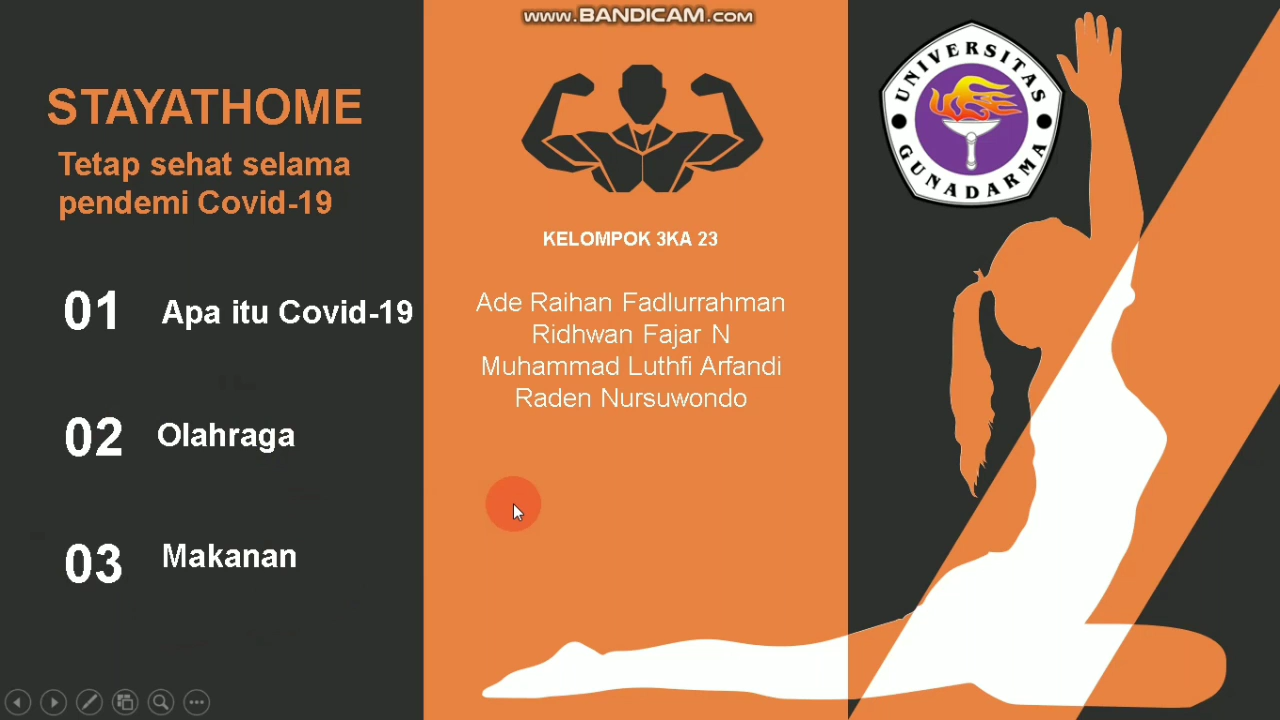 www.BANDICAM.com
STAYATHOME
Tetap sehat selama
pendemi Covid-19
01 Apa itu Covid-19
02 Olahraga
03 Makanan
KELOMPOK 3KA 23
Ade Raihan Fadlurrahman
Ridhwan Fajar N
Muhammad Luthfi Arfandi
Raden Nursuwondo
UNIVERSITAS
GUNADARMA